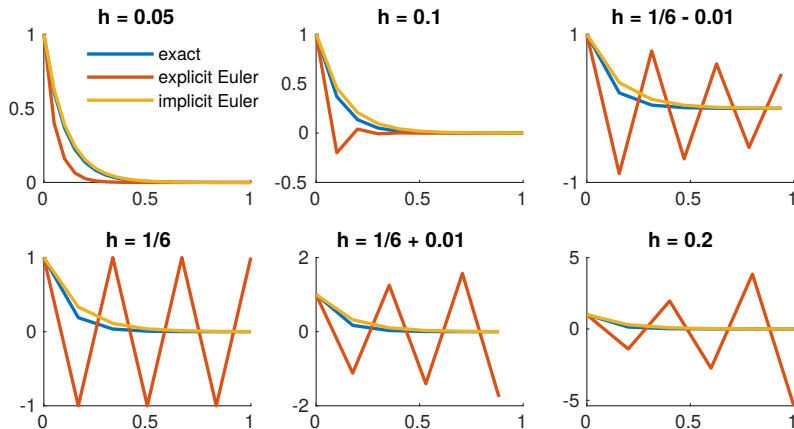 h = 0.05
1
0.5
0
0 0.5 1
exact
explicit Euler
implicit Euler
h = 0.1
1
0.5
0
-0.5
0 0.5 1
h = 1/6 - 0.01
1
0
-1
0 0.5 1
h = 1/6
1
0
-1
0 0.5 1
h = 1/6 + 0.01
2
0
-2
0 0.5 1
h = 0.2
5
0
-5
0 0.5 1